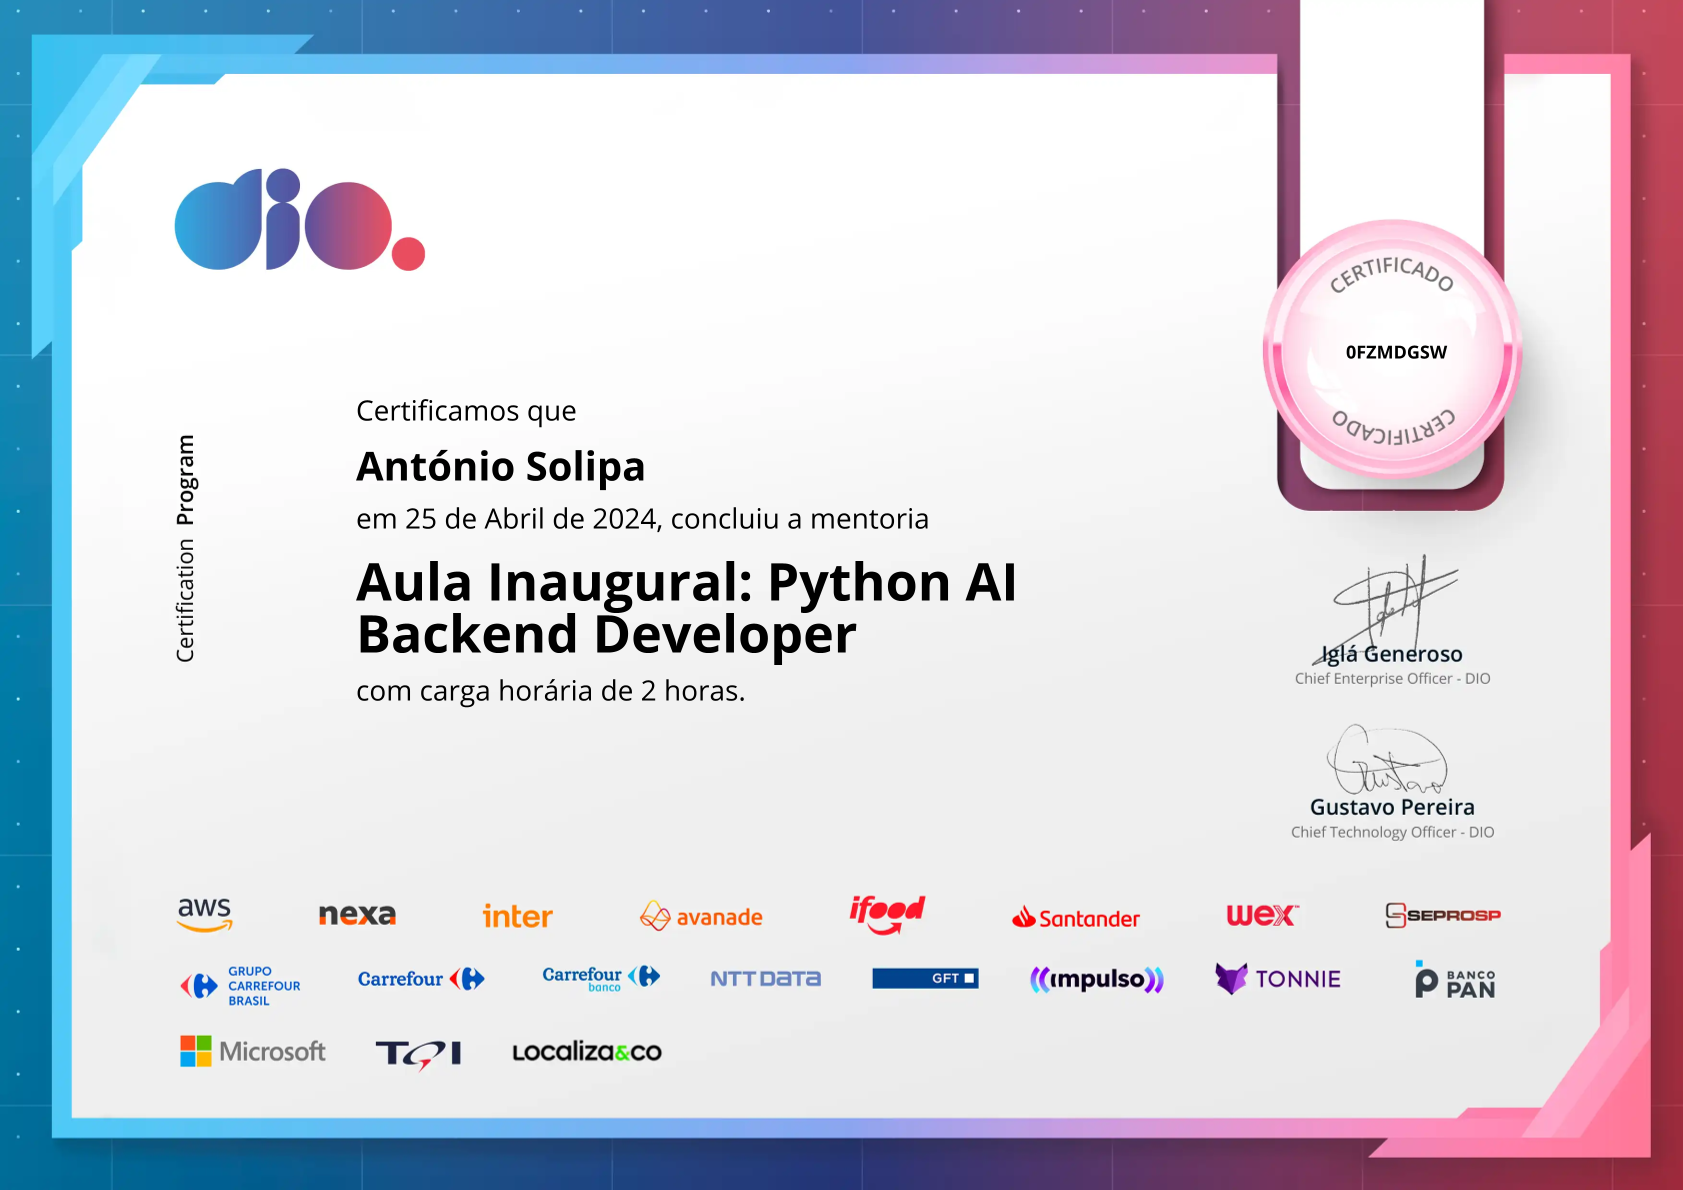 dio.
CERTIFICADO
0FZMDGSW
CERTIFICADO
Certification Program
Certificamos que
António Solipa
em 25 de Abril de 2024, concluiu a mentoria
Aula Inaugural: Python AI
Backend Developer
com carga horária de 2 horas.
Iglá Generoso
Chief Enterprise Officer - DIO
Gustavo
Gustavo Pereira
Chief Technology Officer - DIO
aws nexa inter avanade ifood Santander wex SEPROSP
GRUPO
CARREFOUR
BRASIL
Carrefour
Carrefour
banco
NTT DATA
GFT
impulso
TONNIE
BANCO
PAN
Microsoft TQI Localiza&co